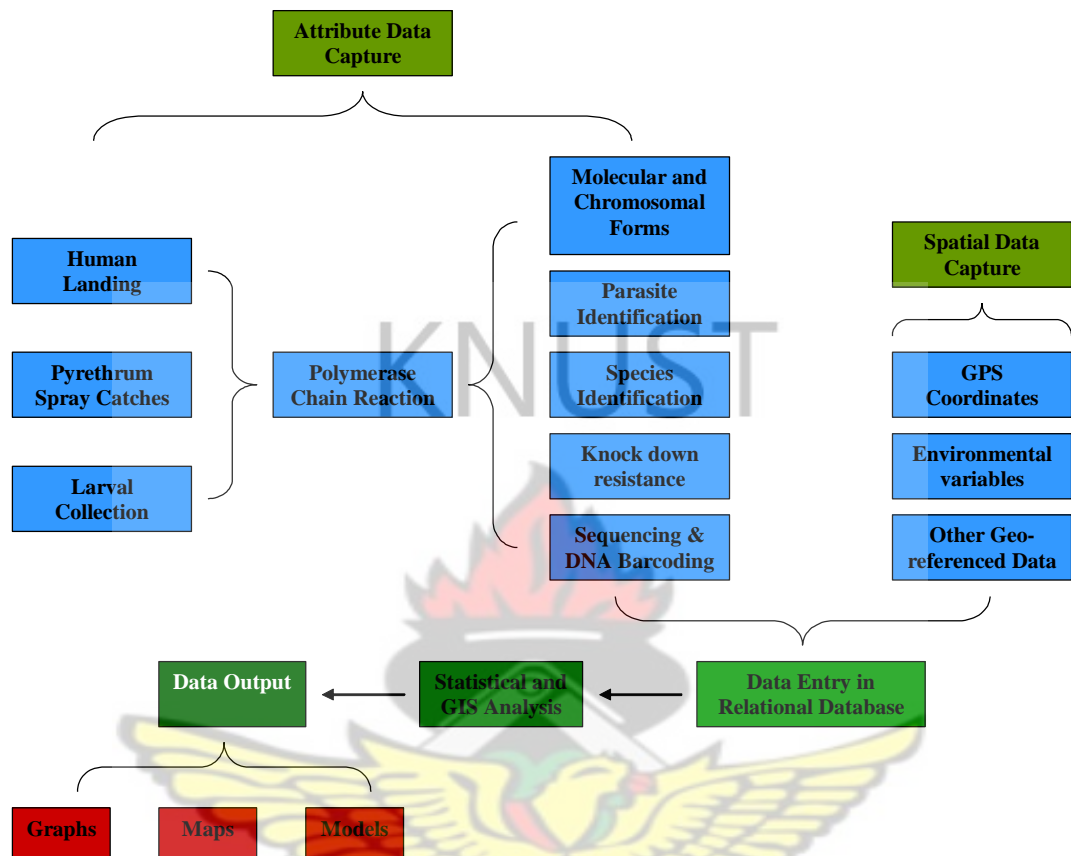 Attribute Data
Capture
Molecular and
Chromosomal
Forms
Human
Landing
Spatial Data
Capture
Parasite
Identification
KNUST
Pyrethrum
Spray Catches
Polymerase
Chain Reaction
Species
Identification
GPS
Coordinates
Knock down
resistance
Environmental
variables
Larval
Collection
Sequencing &
DNA Barcoding
Other Geo-
referenced Data
Data Output
Statistical and
GIS Analysis
Data Entry in
Relational Database
Graphs
Maps
Models